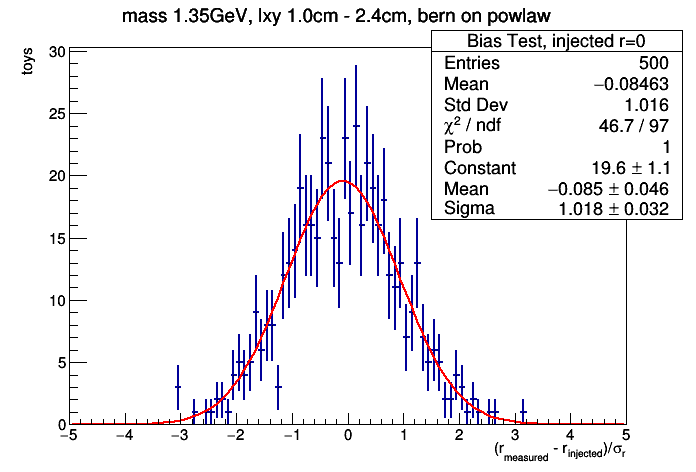 mass 1.35GeV, lxy 1.0cm - 2.4cm, bern on powlaw
toys
Bias Test, injected r=0
Entries 500
Mean −0.08463
Std Dev 1.016
χ² / ndf 46.7 / 97
Prob 1
Constant 19.6 ± 1.1
Mean −0.085 ± 0.046
Sigma 1.018 ± 0.032
30
25
20
15
10
5
0
−5 −4 −3 −2 −1 0 1 2 3 4 5
(r_measured - r_injected)/σ_r